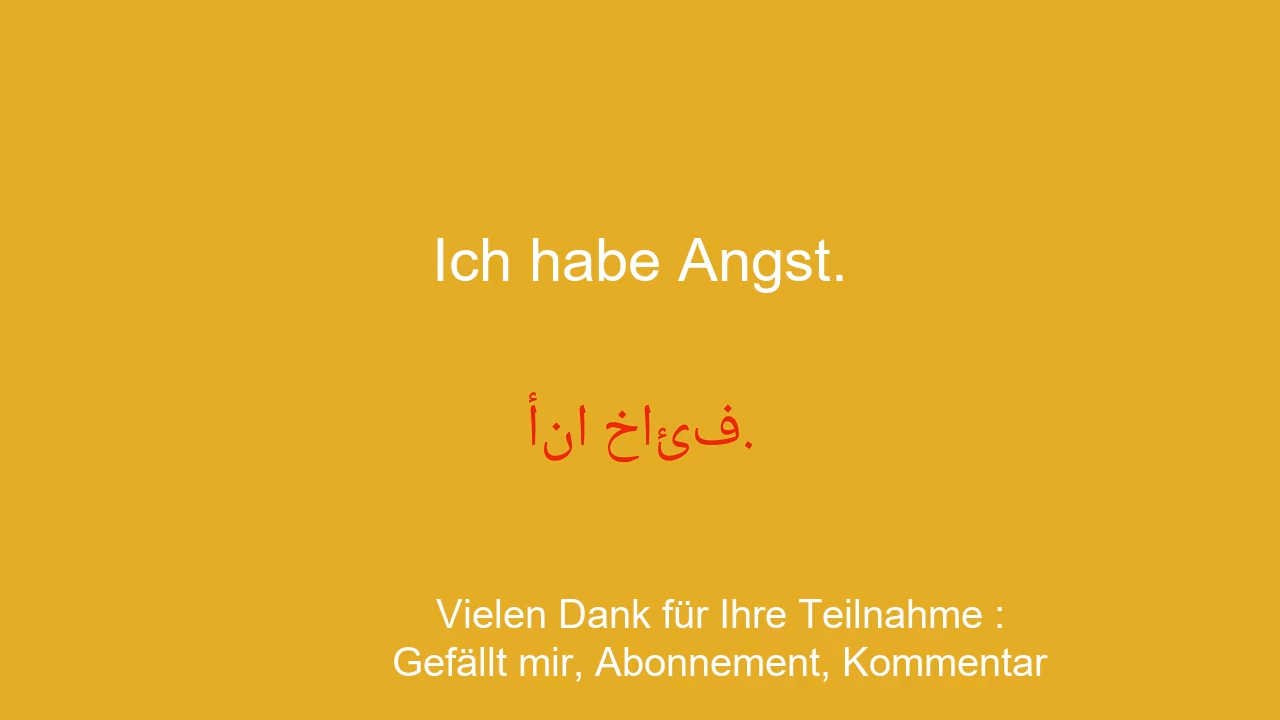 Ich habe Angst.
أنا خائف.
Vielen Dank für Ihre Teilnahme :
Gefällt mir, Abonnement, Kommentar